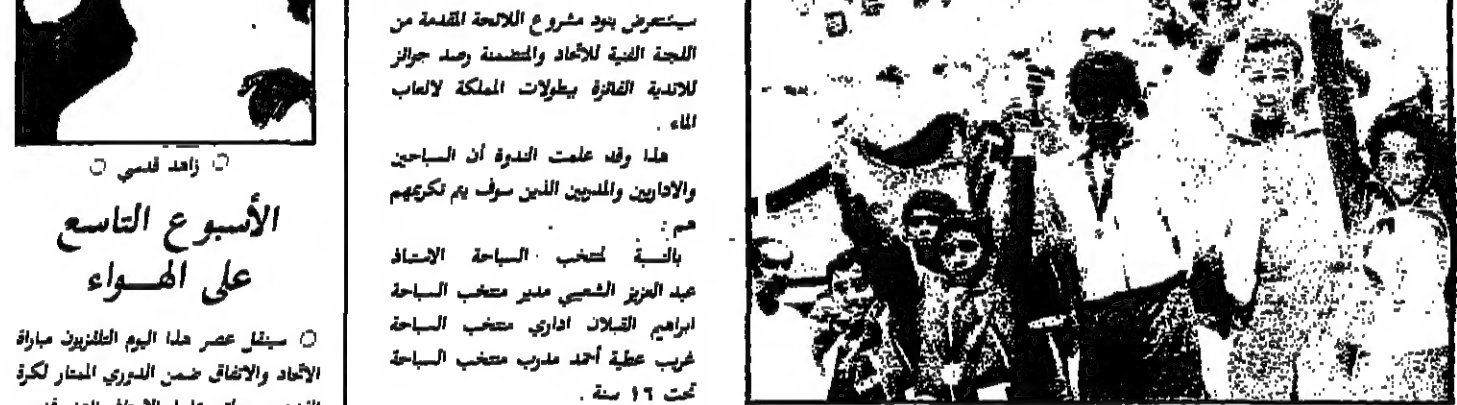 سيستعرض بنود مشروع اللائحة المقدمة من
اللجنة الفنية للاتحاد والمتضمنة رصد جوائز
للاندية الفائزة ببطولات المملكة لالعاب
الماء .
هذا وقد علمت الندوة أن السباحين
والاداريين والمدربين الذين سوف يتم تكريمهم
هم :
بالنسبة لمنتخب السباحة الاستاذ
عبد العزيز الشعيبي مدير منتخب السباحة
ابراهيم القبلان اداري منتخب السباحة
غريب عطية أحمد مدرب منتخب السباحة
تحت ١٦ سنة .
○ زاهد قدسي ○
الأسبوع التاسع
على الهـــواء
○ سينقل عصر هذا اليوم التلفزيون مباراة
الاتحاد والاتفاق ضمن الدوري الممتاز لكرة